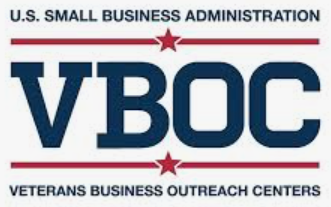 U.S. SMALL BUSINESS ADMINISTRATION
VBOC
VETERANS BUSINESS OUTREACH CENTERS